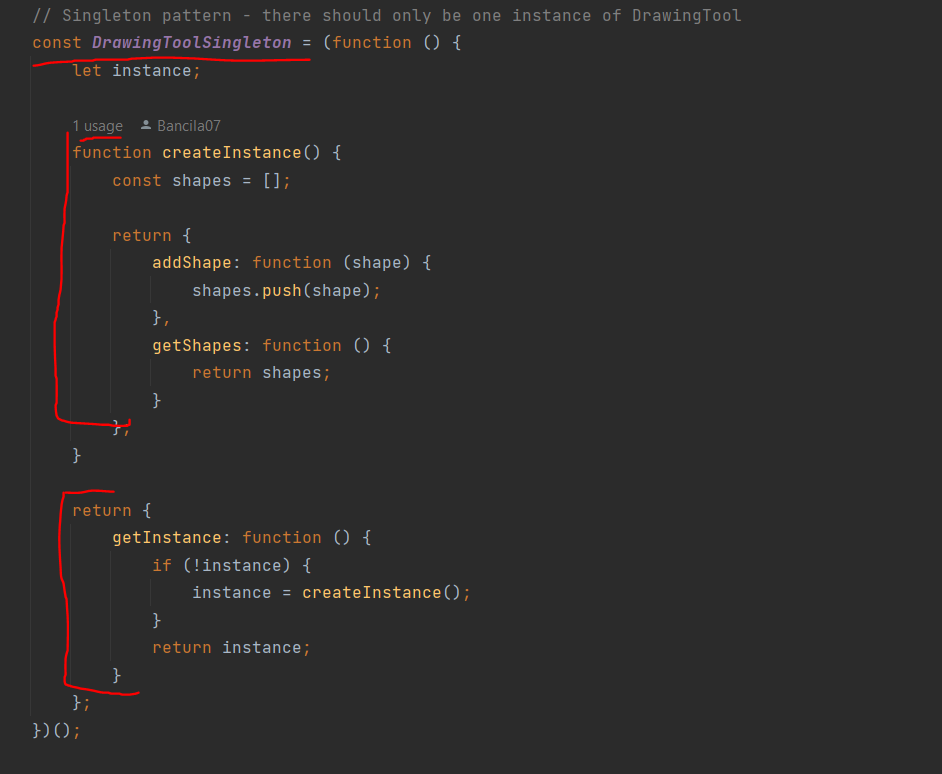 // Singleton pattern - there should only be one instance of DrawingTool
const DrawingToolSingleton = (function () {
let instance;
1 usage Bancila07
function createInstance() {
const shapes = [];
return {
addShape: function (shape) {
shapes.push(shape);
},
getShapes: function () {
return shapes;
}
};
}
return {
getInstance: function () {
if (!instance) {
instance = createInstance();
}
return instance;
}
};
})();